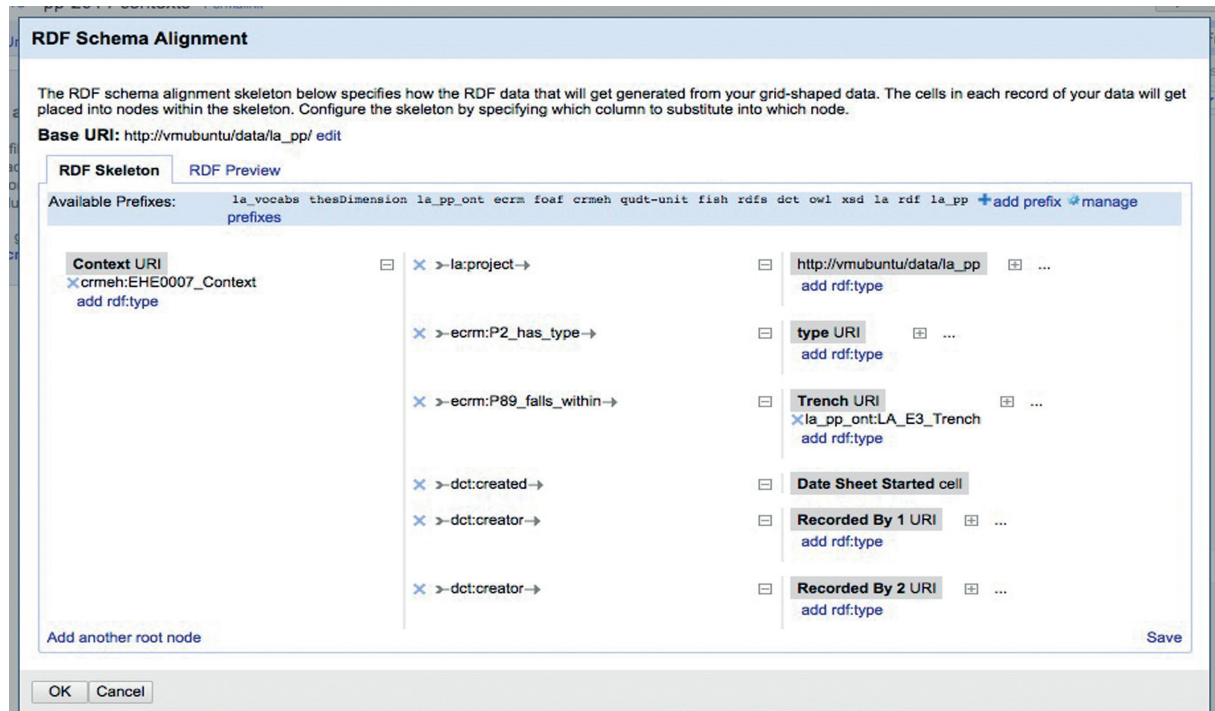 RDF Schema Alignment
The RDF schema alignment skeleton below specifies how the RDF data that will get generated from your grid-shaped data. The cells in each record of your data will get
placed into nodes within the skeleton. Configure the skeleton by specifying which column to substitute into which node.
Base URI: http://vmubuntu/data/la_pp/ edit
RDF Skeleton RDF Preview
Available Prefixes: la_vocabs thesDimension la_pp_ont ecrm foaf crmeh qudt-unit fish rdfs dct owl xsd la rdf la_pp add prefix manage
prefixes
Context URI la:project http://vmubuntu/data/la_pp ...
crmeh:EHE0007_Context add rdf:type
add rdf:type
ecrm:P2_has_type type URI ...
add rdf:type
ecrm:P89_falls_within Trench URI ...
la_pp_ont:LA_E3_Trench
add rdf:type
dct:created Date Sheet Started cell
dct:creator Recorded By 1 URI ...
add rdf:type
dct:creator Recorded By 2 URI ...
add rdf:type
Add another root node Save
OK Cancel